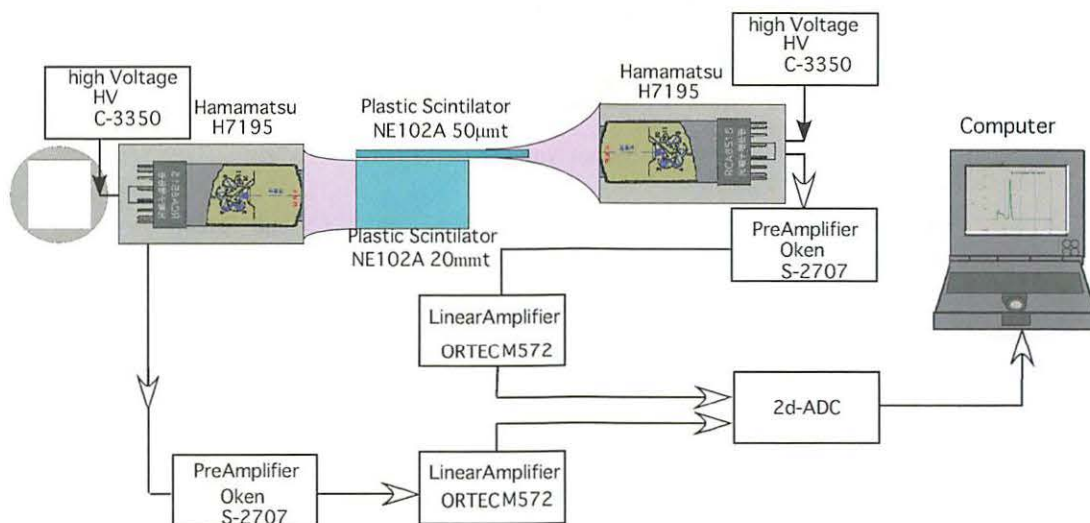 high Voltage
HV
C-3350
Hamamatsu
H7195
Plastic Scintilator
NE102A 50μmt
Hamamatsu
H7195
high Voltage
HV
C-3350
Computer
Plastic Scintilator
NE102A 20mmt
PreAmplifier
Oken
S-2707
LinearAmplifier
ORTECM572
2d-ADC
PreAmplifier
Oken
S-2707
LinearAmplifier
ORTECM572